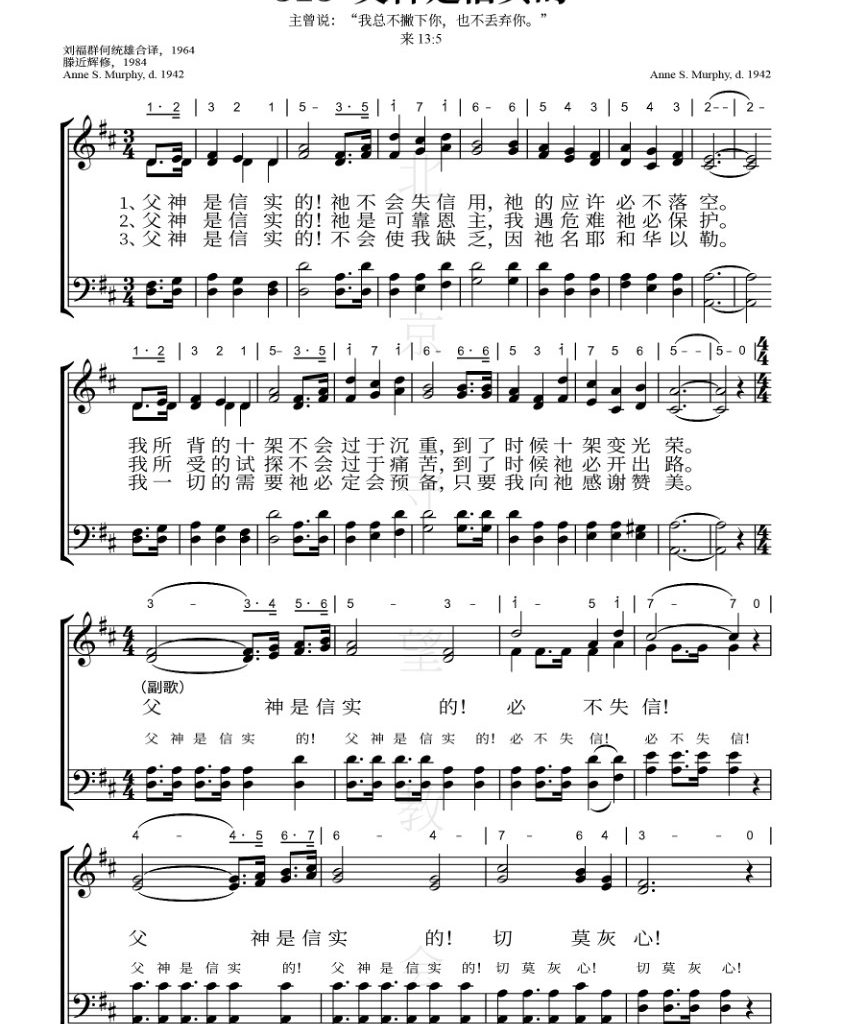 主曾说：“我总不撇下你，也不丢弃你。”
来 13:5
刘福群何统雄合译，1964
滕近辉修，1984
Anne S. Murphy, d. 1942
Anne S. Murphy, d. 1942
1· 2 | 3 2 1 | 5 - 3·5 | i 7 i | 6 - 6 | 5 4 3 | 5 4 3 | 2 - - | 2 -
1、父神是信实的！祂不会失信用，祂的应许必不落空。
2、父神是信实的！祂是可靠恩主，我遇危难祂必保护。
3、父神是信实的！不会使我缺乏，因祂名耶和华以勒。
1·2 | 3 2 1 | 5 - 3·5 | i 7 i | 6 - 6·6 | 5 3 i | 7 5 6 | 5 - - | 5 - 0
我所背的十架不会过于沉重，到了时候十架变光荣。
我所受的试探不会过于痛苦，到了时候祂必开出路。
我一切的需要祂必定会预备，只要我向祂感谢赞美。
3 - 3·4 5·6 | 5 - 3 - | i - 5 i | 7 - 7 0
（副歌）
父 神是信实 的！ 必 不失信！
父神是信实 的！ 父神是信实 的！必不失信！ 必不失信！
4 - 4·5 6·7 | 6 - 4 - | 7 - 6 4 | 3 - - 0
父 神是信实 的！ 切 莫灰心！
父神是信实 的！ 父神是信实 的！切莫灰心！ 切莫灰心！
北京守望教会